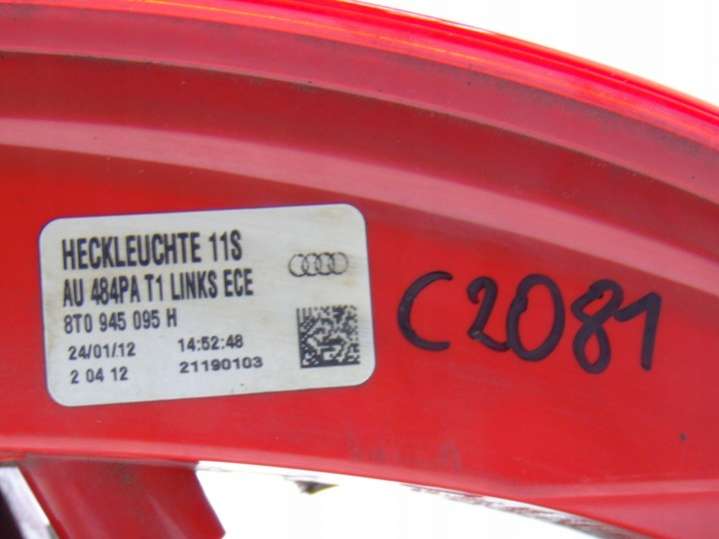 HECKLEUCHTE 11S
AU 484PA T1 LINKS ECE
8T0 945 095 H
24/01/12 14:52:48
2 04 12 21190103
C2081